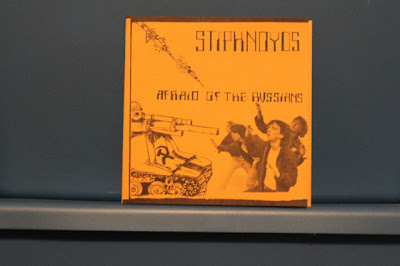 STiPHNOYDS
AFRAID OF THE RUSSIANS